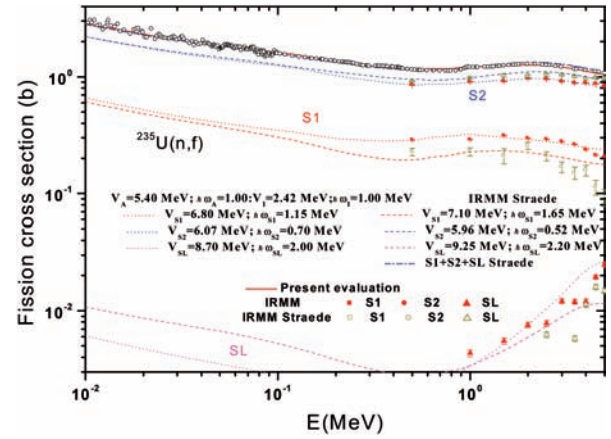 Fission cross section (b)
10¹
10⁰
10⁻¹
10⁻²
S2
S1
²³⁵U(n,f)
V_A=5.40 MeV; ħω_A=1.00:V_I=2.42 MeV;ħω_I=1.00 MeV
IRMM Straede
V_S1=6.80 MeV; ħω_S1=1.15 MeV
V_S1=7.10 MeV; ħω_S1=1.65 MeV
V_S2=6.07 MeV; ħω_S2=0.70 MeV
V_S2=5.96 MeV; ħω_S2=0.52 MeV
V_SL=8.70 MeV; ħω_SL=2.00 MeV
V_SL=9.25 MeV; ħω_SL=2.20 MeV
S1+S2+SL Straede
Present evaluation
IRMM S1 S2 SL
IRMM Straede S1 S2 SL
SL
10⁻² 10⁻¹ 10⁰
E(MeV)